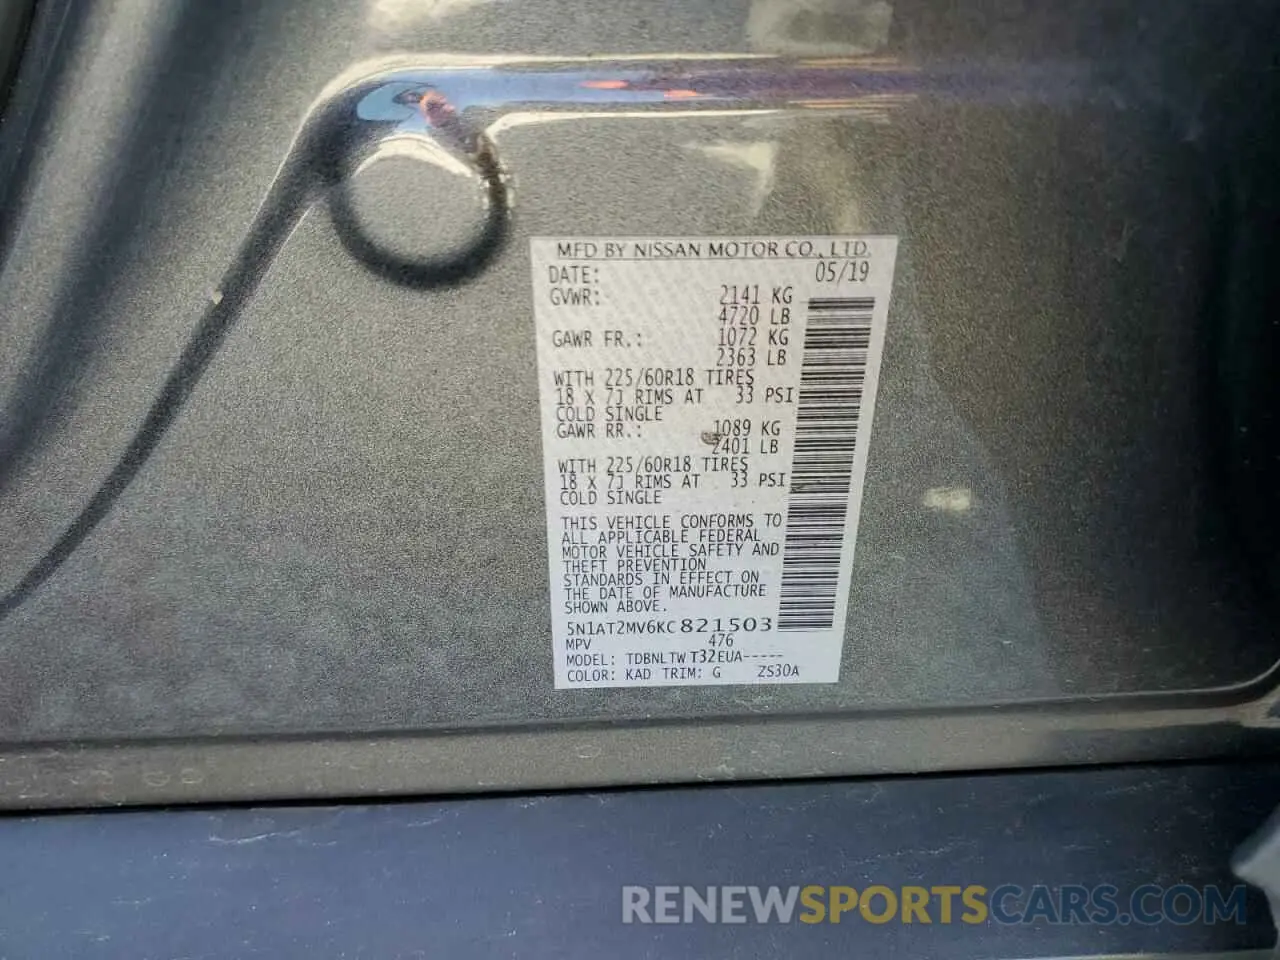 MFD BY NISSAN MOTOR CO., LTD.
DATE: 05/19
GVWR: 2141 KG
4720 LB
GAWR FR.: 1072 KG
2363 LB
WITH 225/60R18 TIRES
18 X 7J RIMS AT 33 PSI
COLD SINGLE
GAWR RR.: 1089 KG
2401 LB
WITH 225/60R18 TIRES
18 X 7J RIMS AT 33 PSI
COLD SINGLE
THIS VEHICLE CONFORMS TO
ALL APPLICABLE FEDERAL
MOTOR VEHICLE SAFETY AND
THEFT PREVENTION
STANDARDS IN EFFECT ON
THE DATE OF MANUFACTURE
SHOWN ABOVE.
5N1AT2MV6KC821503
MPV 476
MODEL: TDBNLTW T32EUA-----
COLOR: KAD TRIM: G ZS30A
RENEWSPORTSCARS.COM